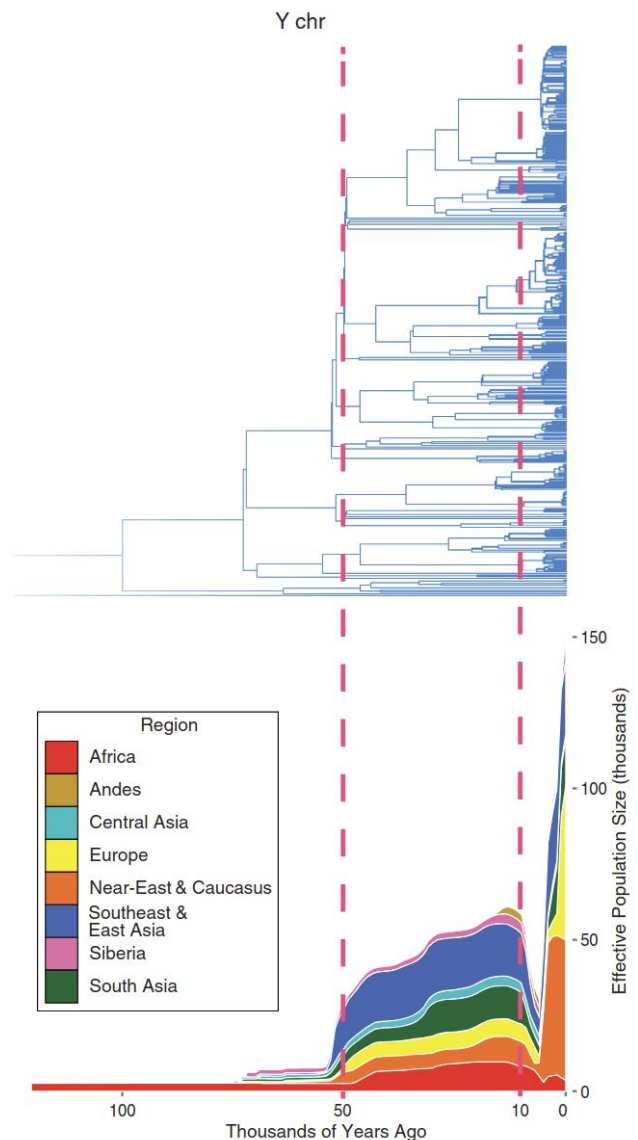 Y chr
150
100
50
0
Effective Population Size (thousands)
Region
Africa
Andes
Central Asia
Europe
Near-East & Caucasus
Southeast &
East Asia
Siberia
South Asia
100
50
10
0
Thousands of Years Ago